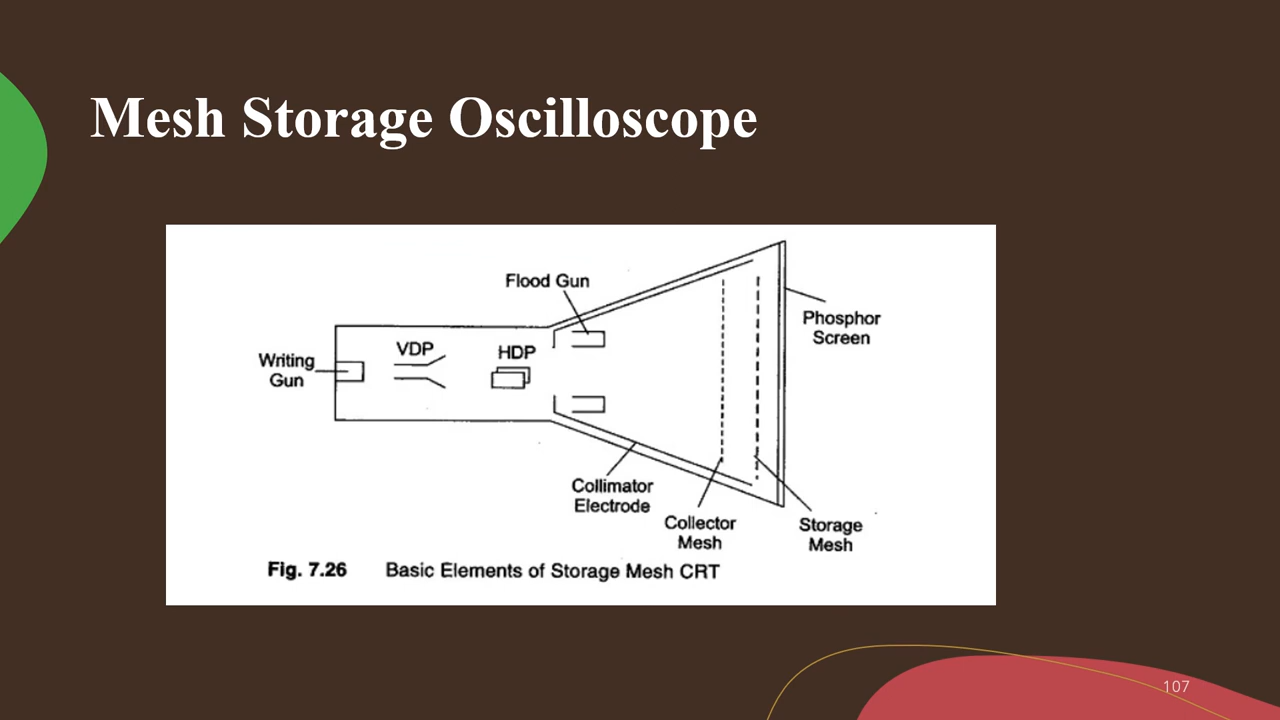 Mesh Storage Oscilloscope
Flood Gun
Phosphor
Screen
VDP
HDP
Writing
Gun
Collimator
Electrode
Collector
Mesh
Storage
Mesh
Fig. 7.26 Basic Elements of Storage Mesh CRT
107